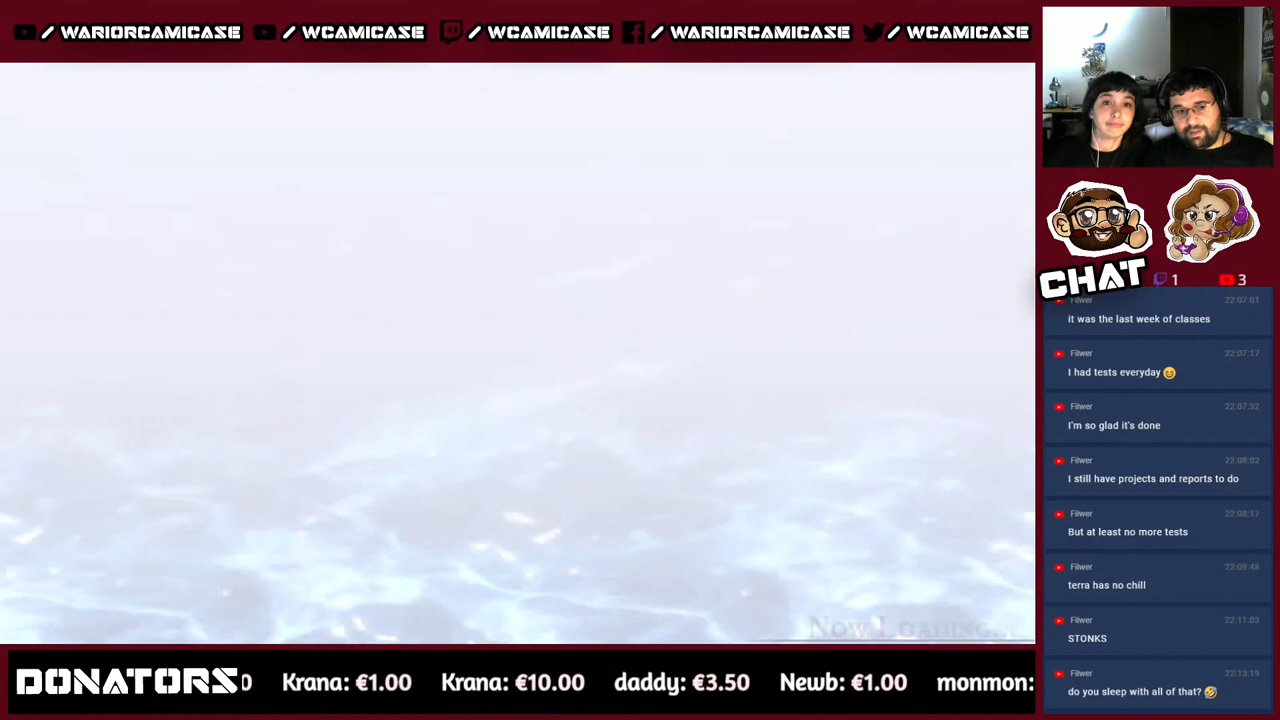 / WARIORCAMICASE / WCAMICASE / WCAMICASE / WARIORCAMICASE / WCAMICASE
CHAT 1 3
Filwer 22:07:01
it was the last week of classes
Filwer 22:07:17
I had tests everyday 😆
Filwer 22:07:32
I'm so glad it's done
Filwer 22:08:02
I still have projects and reports to do
Filwer 22:08:17
But at least no more tests
Filwer 22:09:48
terra has no chill
Filwer 22:11:03
STONKS
Filwer 22:13:19
do you sleep with all of that? 🤣
Now Loading...
DONATORS 0 Krana: €1.00 Krana: €10.00 daddy: €3.50 Newb: €1.00 monmon: